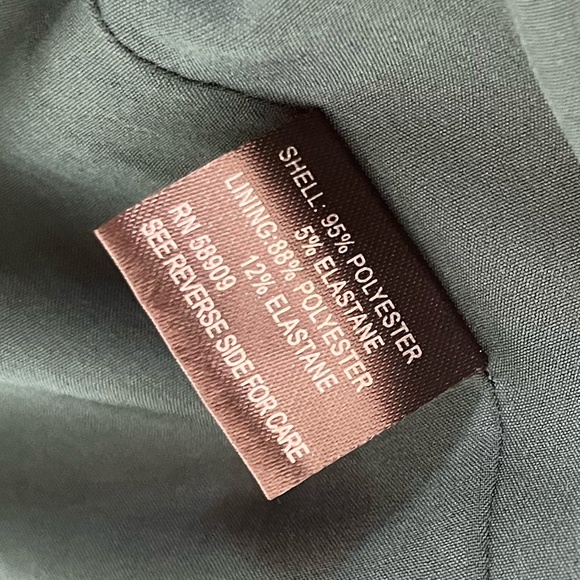 SHELL: 95% POLYESTER
5% ELASTANE
LINING 88% POLYESTER
12% ELASTANE
RN 58909
SEE REVERSE SIDE FOR CARE